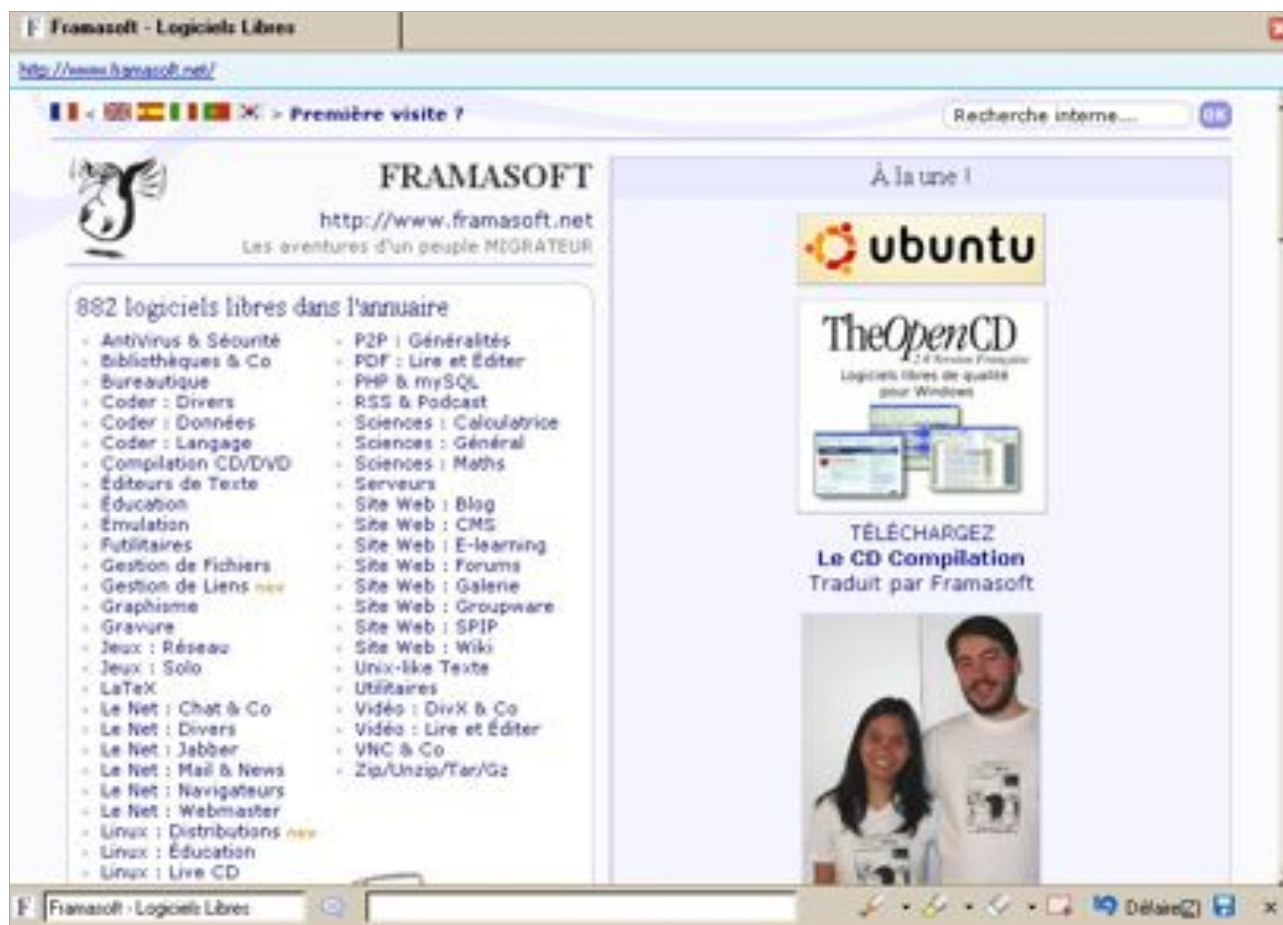 Framasoft - Logiciels Libres
http://www.framasoft.net/
< > Première visite ?
Recherche interne....
OK
FRAMASOFT
http://www.framasoft.net
Les aventures d'un peuple MIGRATEUR
882 logiciels libres dans l'annuaire
AntiVirus & Sécurité
Bibliothèques & Co
Bureautique
Coder : Divers
Coder : Données
Coder : Langage
Compilation CD/DVD
Éditeurs de Texte
Éducation
Émulation
Futilitaires
Gestion de Fichiers
Gestion de Liens new
Graphisme
Gravure
Jeux : Réseau
Jeux : Solo
LaTeX
Le Net : Chat & Co
Le Net : Divers
Le Net : Jabber
Le Net : Mail & News
Le Net : Navigateurs
Le Net : Webmaster
Linux : Distributions new
Linux : Éducation
Linux : Live CD
P2P : Généralités
PDF : Lire et Éditer
PHP & mySQL
RSS & Podcast
Sciences : Calculatrice
Sciences : Général
Sciences : Maths
Serveurs
Site Web : Blog
Site Web : CMS
Site Web : E-learning
Site Web : Forums
Site Web : Galerie
Site Web : Groupware
Site Web : SPIP
Site Web : Wiki
Unix-like Texte
Utilitaires
Vidéo : DivX & Co
Vidéo : Lire et Éditer
VNC & Co
Zip/Unzip/Tar/Gz
À la une !
ubuntu
TheOpenCD
Version Française
Logiciels libres de qualité
pour Windows
TÉLÉCHARGEZ
Le CD Compilation
Traduit par Framasoft
F Framasoft - Logiciels Libres